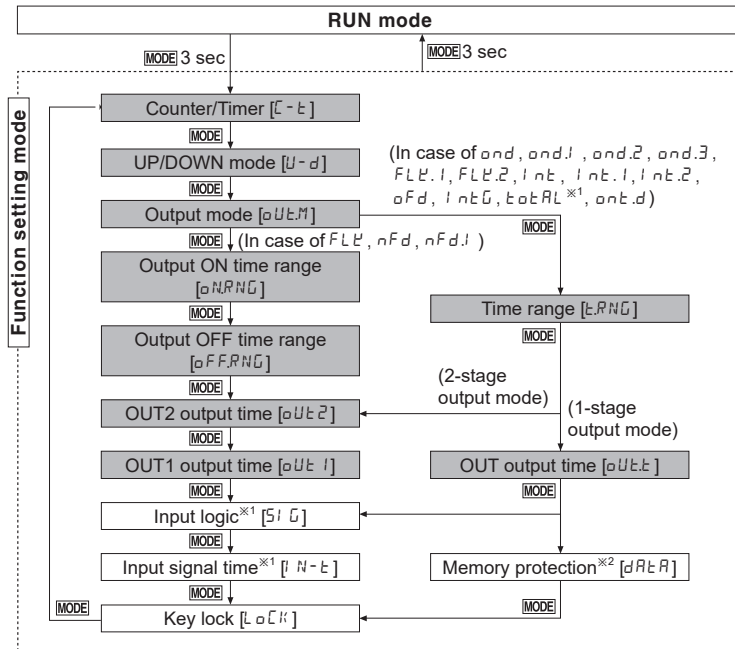 RUN mode
MODE 3 sec
MODE 3 sec
Function setting mode
Counter/Timer [C-t]
MODE
UP/DOWN mode [U-d]
MODE
Output mode [oUt.M]
(In case of ond, ond.1, ond.2, ond.3,
FLK.1, FLK.2, Int, Int.1, Int.2,
oFd, IntG, totAL※1, ont.d)
MODE
MODE
(In case of FLK, nFd, nFd.1)
Output ON time range
[oN.RNG]
MODE
Time range [t.RNG]
MODE
Output OFF time range
[oFF.RNG]
MODE
(2-stage
output mode)
(1-stage
output mode)
OUT2 output time [oUt2]
MODE
OUT1 output time [oUt1]
OUT output time [oUt.t]
MODE
MODE
Input logic※1 [SIG]
MODE
Input signal time※1 [IN-t]
Memory protection※2 [dAtA]
MODE
MODE
MODE
Key lock [LoCK]